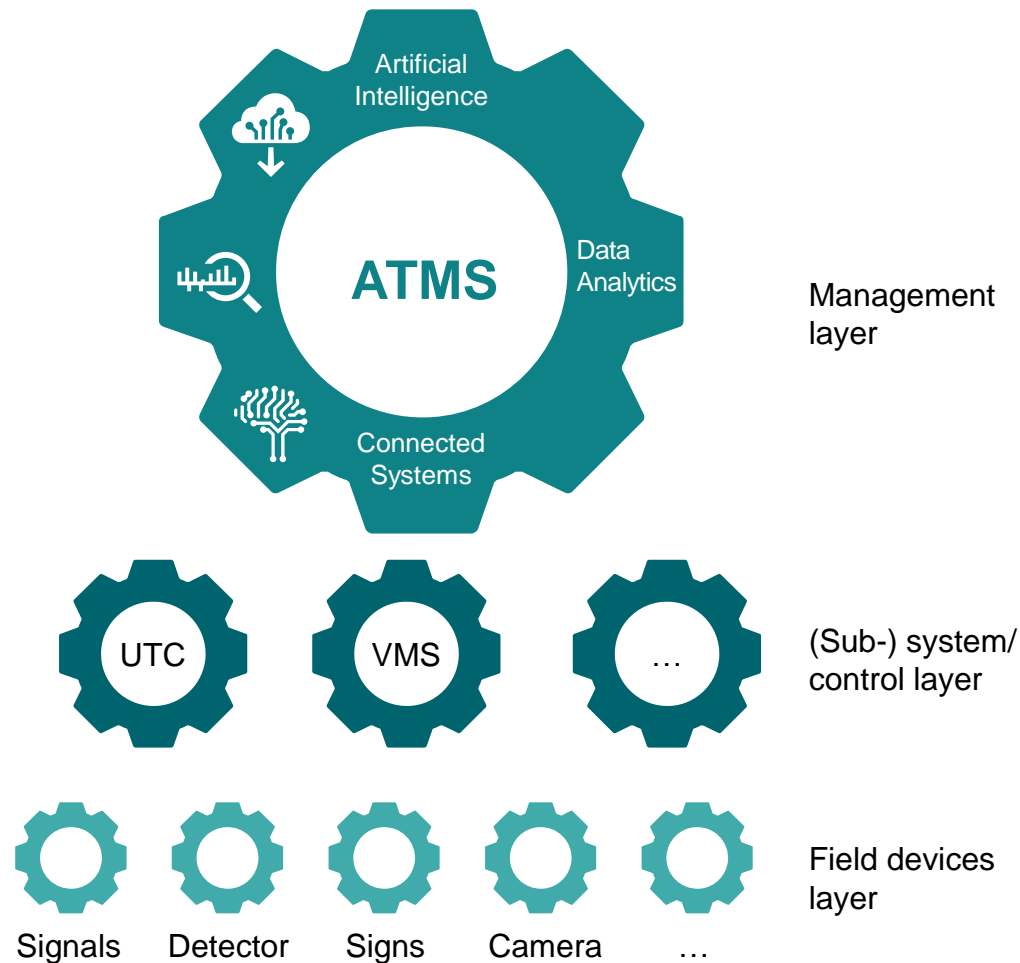 Artificial
Intelligence
ATMS
Data
Analytics
Connected
Systems
Management
layer
UTC
VMS
…
(Sub-) system/
control layer
Field devices
layer
Signals
Detector
Signs
Camera
…